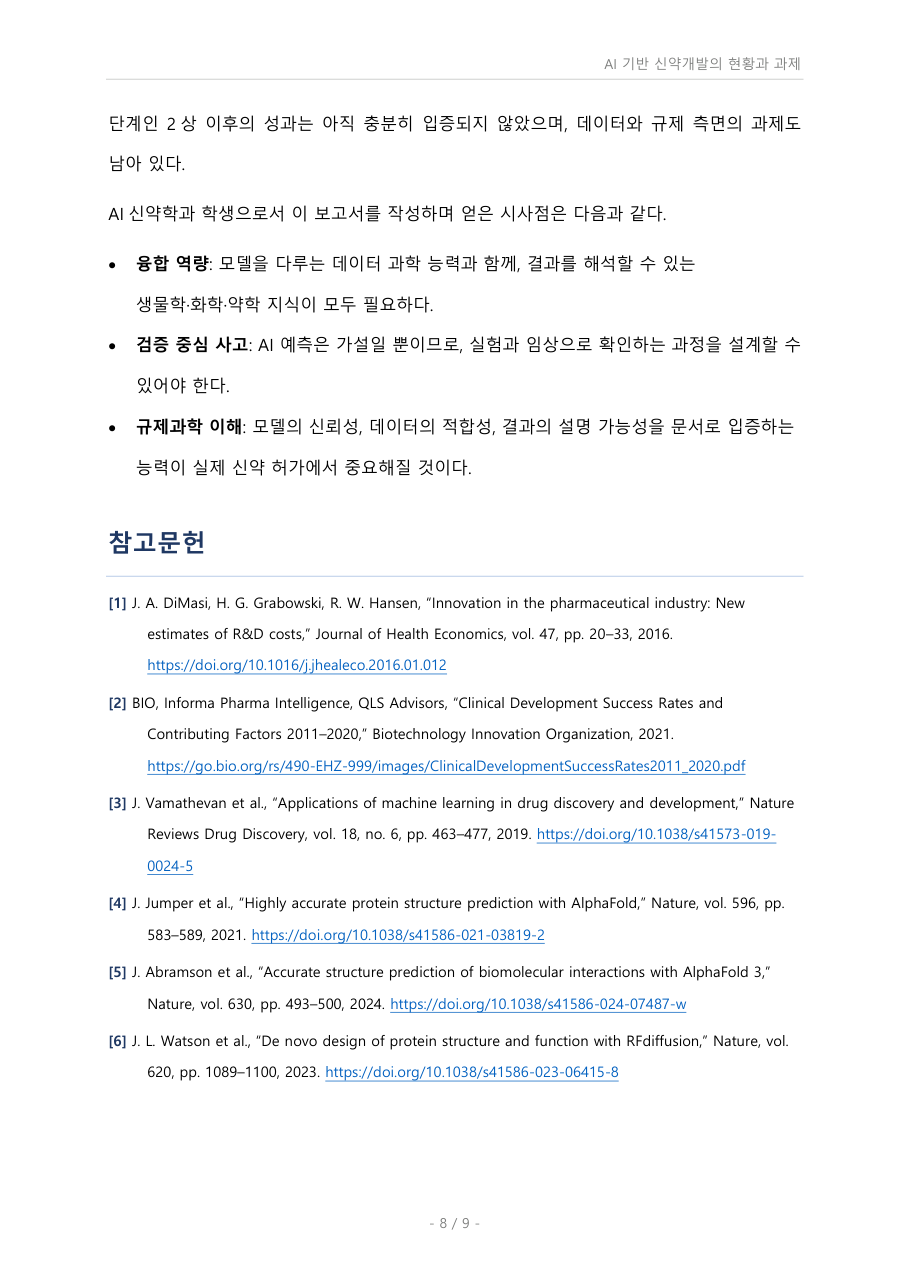 AI 기반 신약개발의 현황과 과제
단계인 2 상 이후의 성과는 아직 충분히 입증되지 않았으며, 데이터와 규제 측면의 과제도
남아 있다.
AI 신약학과 학생으로서 이 보고서를 작성하며 얻은 시사점은 다음과 같다.
• 융합 역량: 모델을 다루는 데이터 과학 능력과 함께, 결과를 해석할 수 있는
생물학·화학·약학 지식이 모두 필요하다.
• 검증 중심 사고: AI 예측은 가설일 뿐이므로, 실험과 임상으로 확인하는 과정을 설계할 수
있어야 한다.
• 규제과학 이해: 모델의 신뢰성, 데이터의 적합성, 결과의 설명 가능성을 문서로 입증하는
능력이 실제 신약 허가에서 중요해질 것이다.
참고문헌
[1] J. A. DiMasi, H. G. Grabowski, R. W. Hansen, “Innovation in the pharmaceutical industry: New
estimates of R&D costs,” Journal of Health Economics, vol. 47, pp. 20–33, 2016.
https://doi.org/10.1016/j.jhealeco.2016.01.012
[2] BIO, Informa Pharma Intelligence, QLS Advisors, “Clinical Development Success Rates and
Contributing Factors 2011–2020,” Biotechnology Innovation Organization, 2021.
https://go.bio.org/rs/490-EHZ-999/images/ClinicalDevelopmentSuccessRates2011_2020.pdf
[3] J. Vamathevan et al., “Applications of machine learning in drug discovery and development,” Nature
Reviews Drug Discovery, vol. 18, no. 6, pp. 463–477, 2019. https://doi.org/10.1038/s41573-019-
0024-5
[4] J. Jumper et al., “Highly accurate protein structure prediction with AlphaFold,” Nature, vol. 596, pp.
583–589, 2021. https://doi.org/10.1038/s41586-021-03819-2
[5] J. Abramson et al., “Accurate structure prediction of biomolecular interactions with AlphaFold 3,”
Nature, vol. 630, pp. 493–500, 2024. https://doi.org/10.1038/s41586-024-07487-w
[6] J. L. Watson et al., “De novo design of protein structure and function with RFdiffusion,” Nature, vol.
620, pp. 1089–1100, 2023. https://doi.org/10.1038/s41586-023-06415-8
- 8 / 9 -